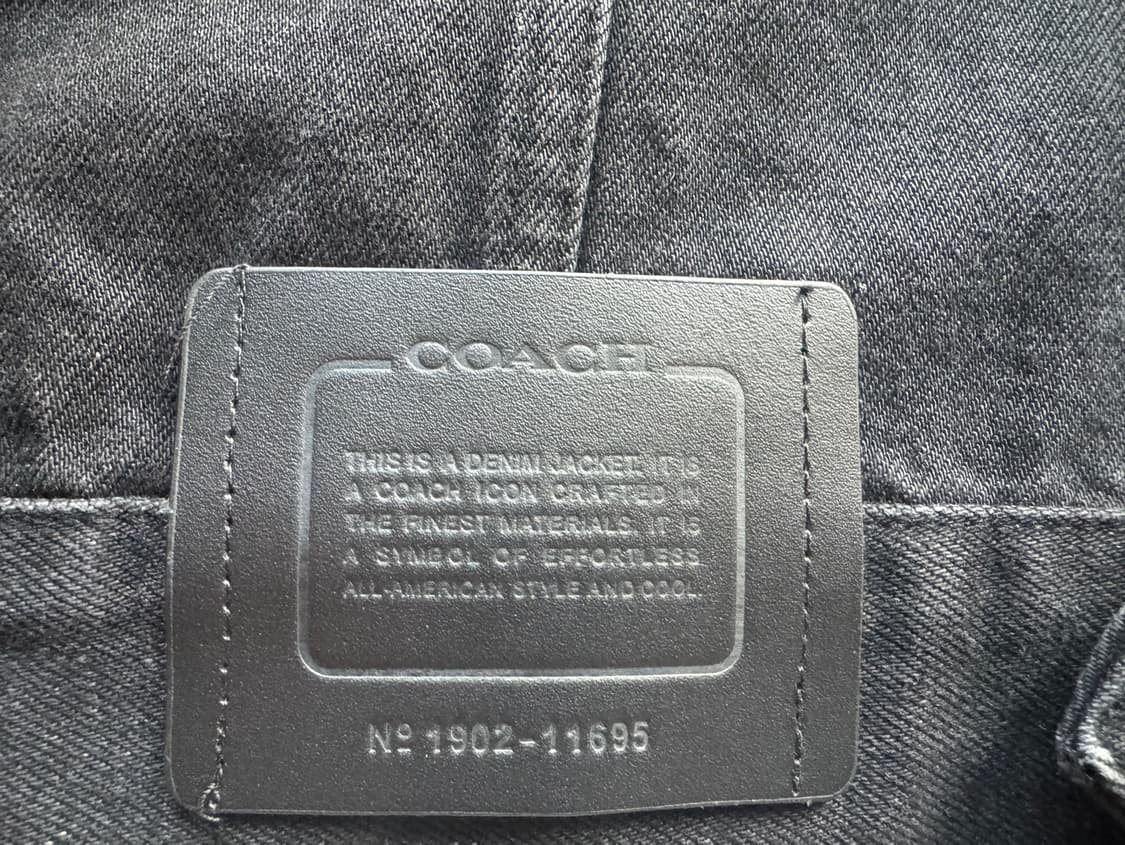 COACH
THIS IS A DENIM JACKET. IT IS
A COACH ICON CRAFTED IN
THE FINEST MATERIALS. IT IS
A SYMBOL OF EFFORTLESS
ALL-AMERICAN STYLE AND COOL.
Nº 1902-11695